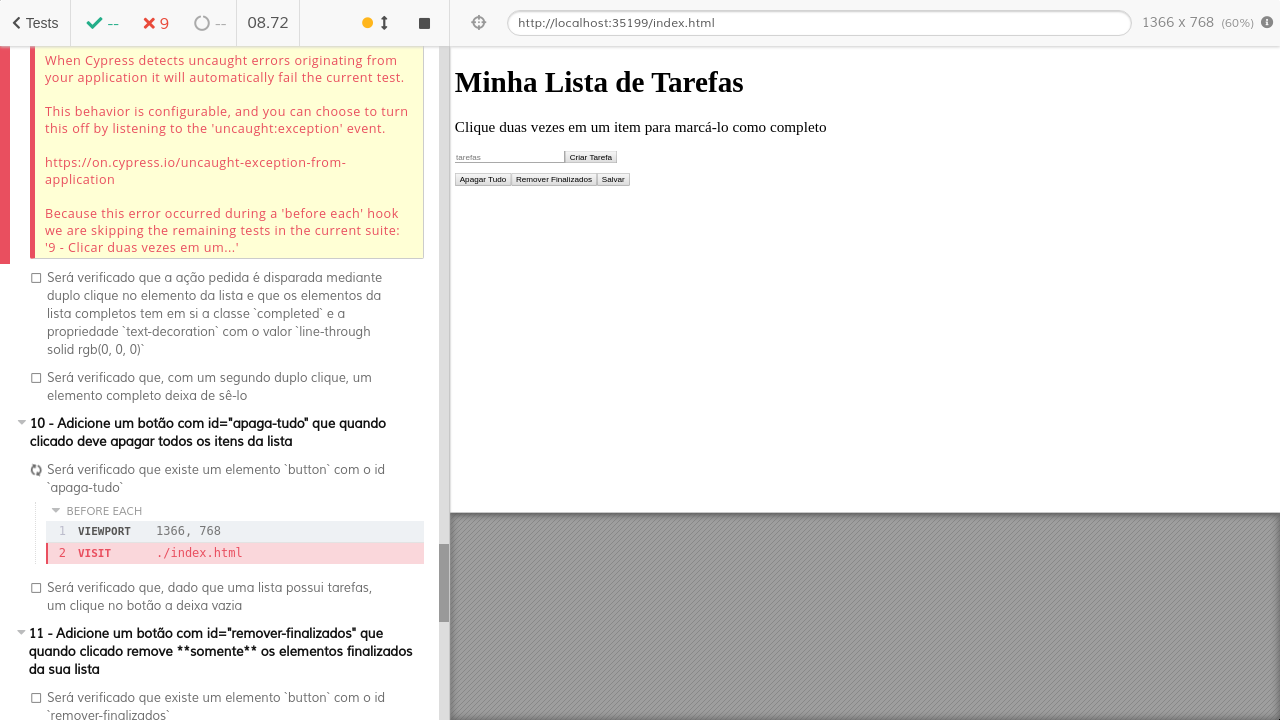 Tests
--
9
--
08.72
http://localhost:35199/index.html
1366 x 768 (60%)
When Cypress detects uncaught errors originating from
your application it will automatically fail the current test.
This behavior is configurable, and you can choose to turn
this off by listening to the 'uncaught:exception' event.
https://on.cypress.io/uncaught-exception-from-
application
Because this error occurred during a 'before each' hook
we are skipping the remaining tests in the current suite:
'9 - Clicar duas vezes em um...'
Será verificado que a ação pedida é disparada mediante
duplo clique no elemento da lista e que os elementos da
lista completos tem em si a classe `completed` e a
propriedade `text-decoration` com o valor `line-through
solid rgb(0, 0, 0)`
Será verificado que, com um segundo duplo clique, um
elemento completo deixa de sê-lo
10 - Adicione um botão com id="apaga-tudo" que quando
clicado deve apagar todos os itens da lista
Será verificado que existe um elemento `button` com o id
`apaga-tudo`
BEFORE EACH
1 VIEWPORT 1366, 768
2 VISIT ./index.html
Será verificado que, dado que uma lista possui tarefas,
um clique no botão a deixa vazia
11 - Adicione um botão com id="remover-finalizados" que
quando clicado remove **somente** os elementos finalizados
da sua lista
Será verificado que existe um elemento `button` com o id
`remover-finalizados`
Minha Lista de Tarefas
Clique duas vezes em um item para marcá-lo como completo
tarefas Criar Tarefa
Apagar Tudo Remover Finalizados Salvar